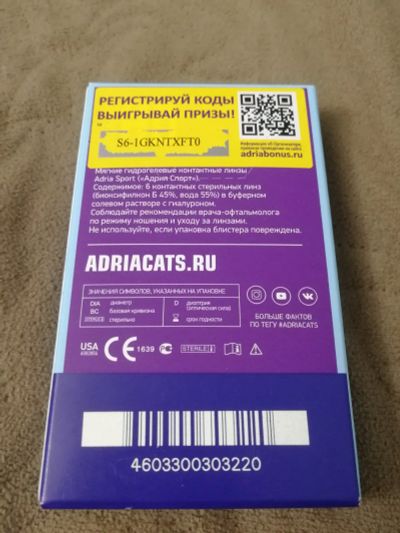 РЕГИСТРИРУЙ КОДЫ
ВЫИГРЫВАЙ ПРИЗЫ!
S6-1GKNTXFT0
adriabonus.ru
Мягкие гидрогелевые контактные линзы
Adria Sport («Адрия Спорт»).
Содержимое: 6 контактных стерильных линз
(биоксифилкон Б 45%, вода 55%) в буферном
солевом растворе с гиалуроном.
Соблюдайте рекомендации врача-офтальмолога
по режиму ношения и уходу за линзами.
Не используйте, если упаковка блистера повреждена.
ADRIACATS.RU
ЗНАЧЕНИЯ СИМВОЛОВ, УКАЗАННЫХ НА УПАКОВКЕ
DIA диаметр
BC базовая кривизна
стерильно
D диоптрия
(оптическая сила)
срок годности
БОЛЬШЕ ФАКТОВ
ПО ТЕГУ #ADRIACATS
USA
CE 1639
STERILE
4603300303220